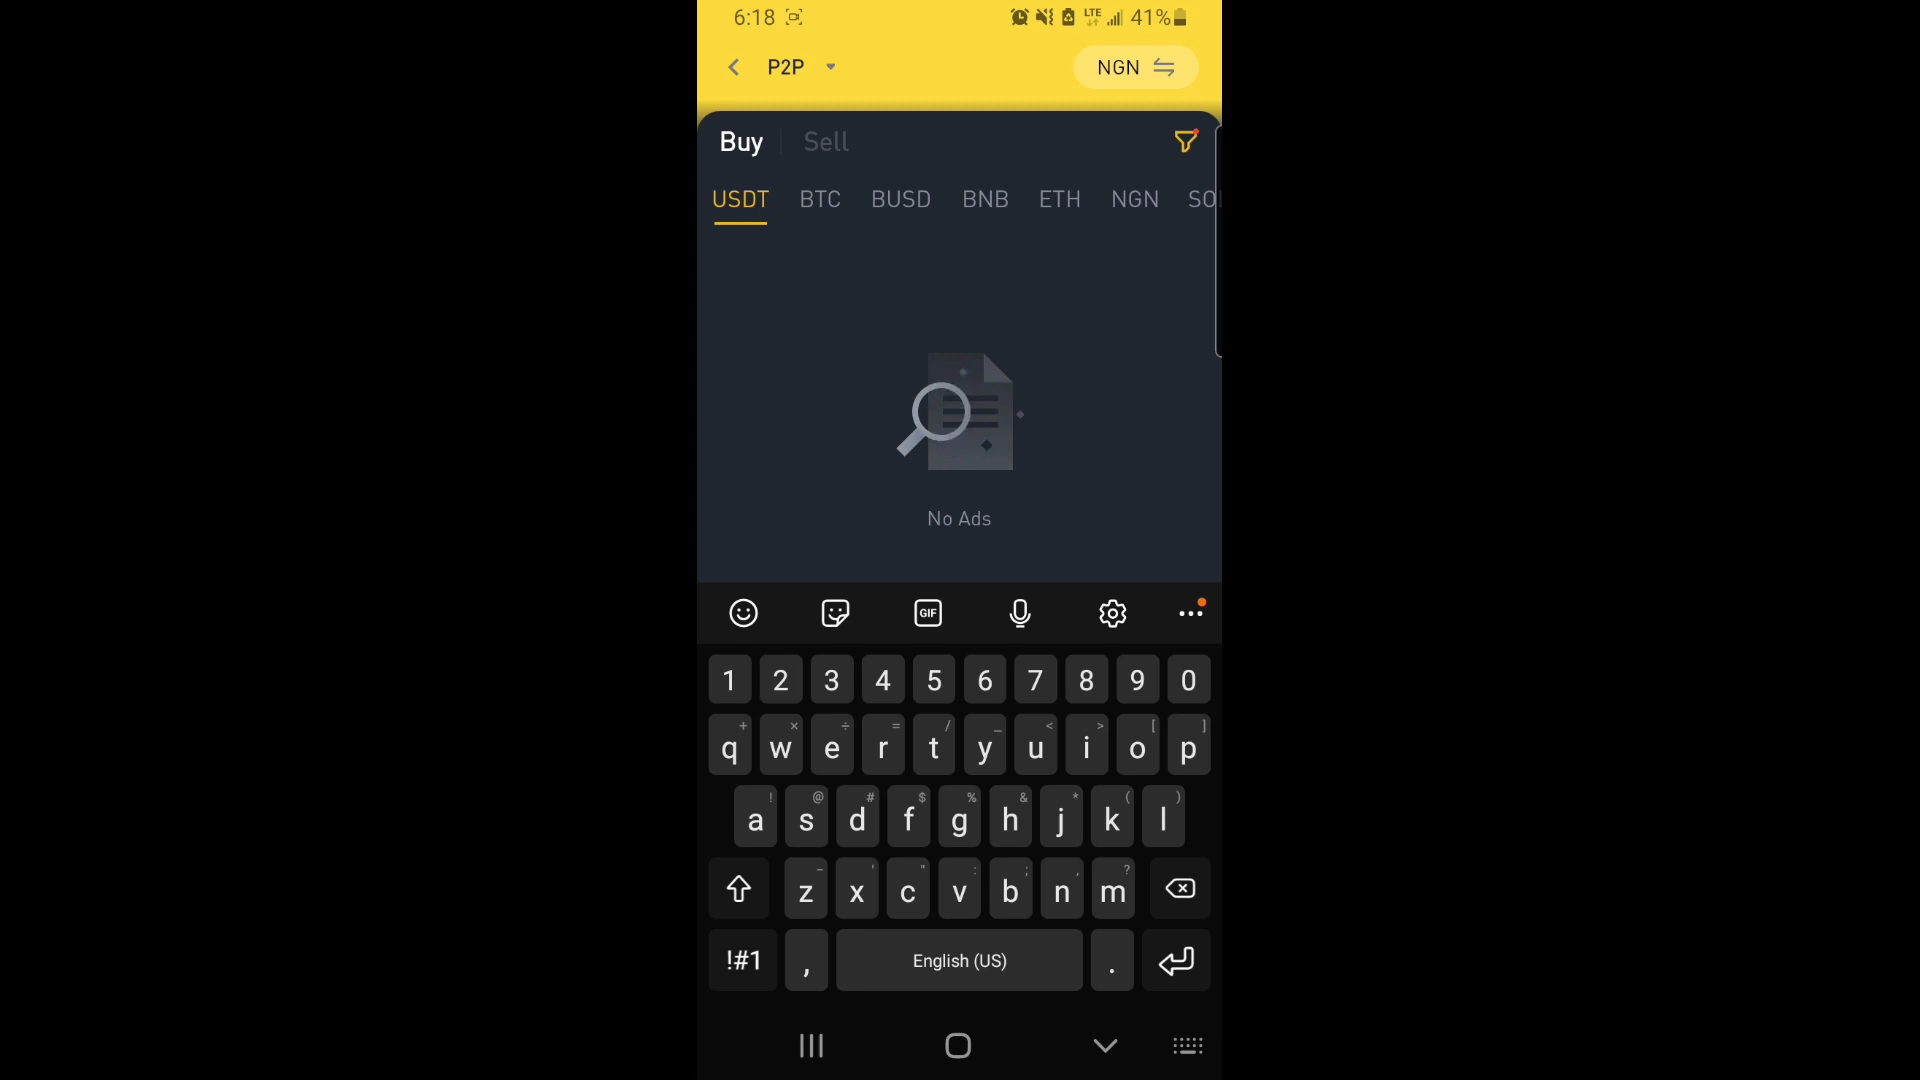 6:18 LTE 41%
P2P NGN
Buy Sell
USDT BTC BUSD BNB ETH NGN SO
No Ads
GIF
1 2 3 4 5 6 7 8 9 0
+ × ÷ = / _ < > [ ]
q w e r t y u i o p
! @ # $ % & * ( )
a s d f g h j k l
- ' " : ; , ?
z x c v b n m
!#1 , English (US) .